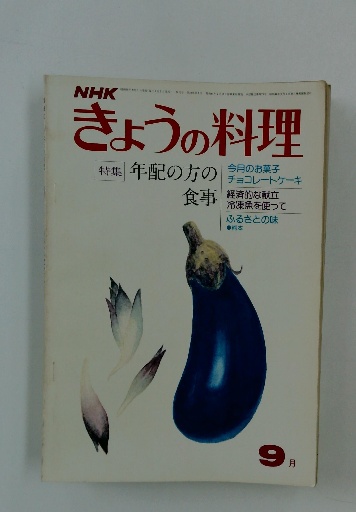 NHK
きょうの料理
特集
年配の方の
食事
今月のお菓子
チョコレートケーキ
経済的な献立
冷凍魚を使って
ふるさとの味
9月